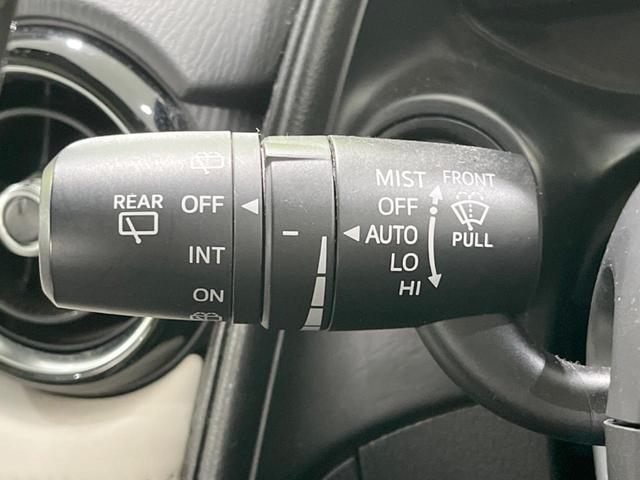 REAR
OFF
INT
ON
MIST
OFF
AUTO
LO
HI
FRONT
PULL